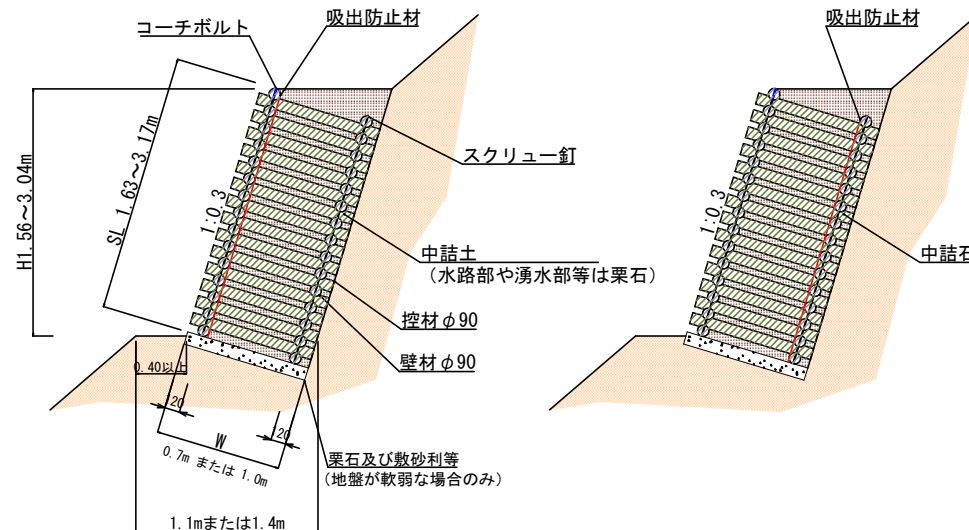 コーチボルト
吸出防止材
スクリュー釘
SL 1.63~3.17m
H1.56~3.04m
1:0.3
中詰土
(水路部や湧水部等は栗石)
控材φ90
壁材φ90
0.40以上
120
120
W
0.7m または 1.0m
栗石及び敷砂利等
(地盤が軟弱な場合のみ)
1.1mまたは1.4m
吸出防止材
1:0.3
中詰石